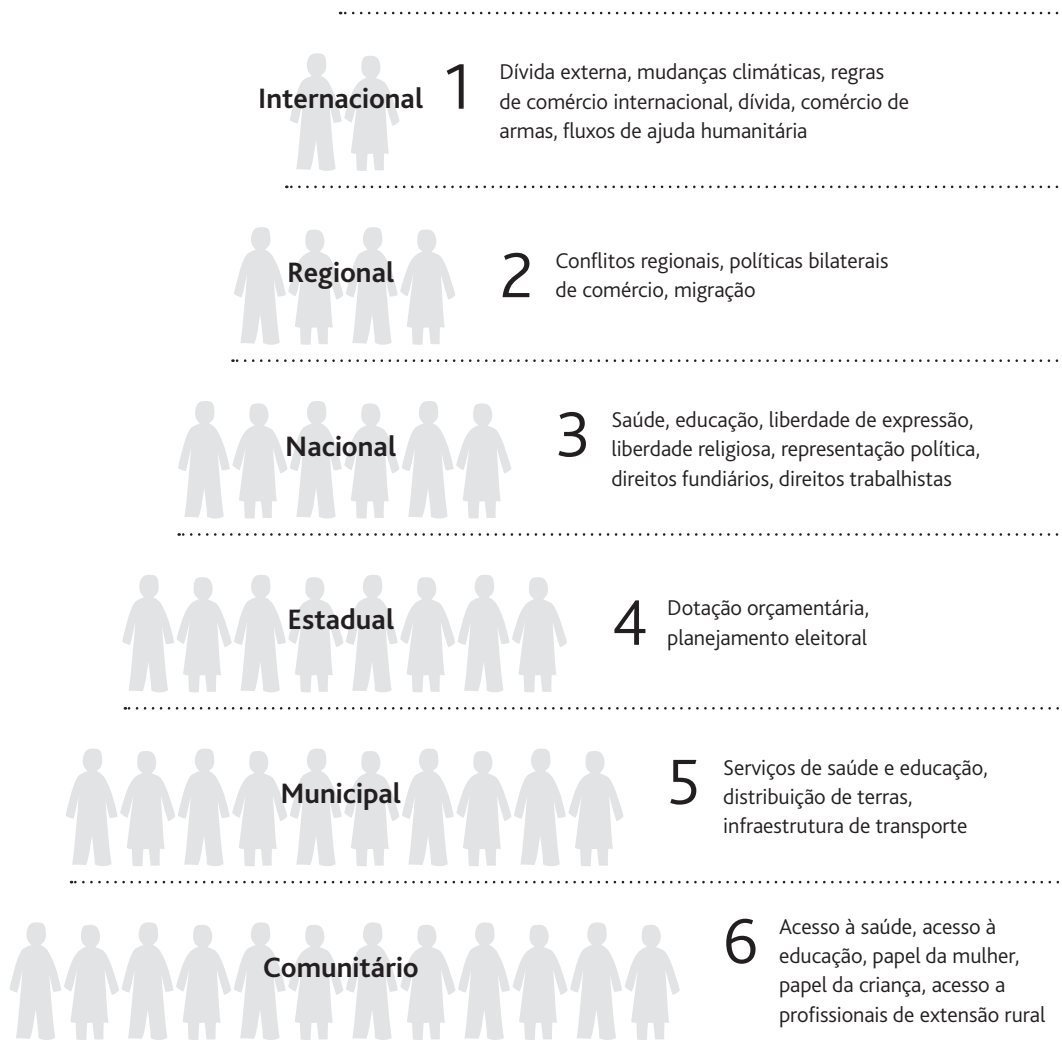 Internacional
1
Dívida externa, mudanças climáticas, regras
de comércio internacional, dívida, comércio de
armas, fluxos de ajuda humanitária
Regional
2
Conflitos regionais, políticas bilaterais
de comércio, migração
Nacional
3
Saúde, educação, liberdade de expressão,
liberdade religiosa, representação política,
direitos fundiários, direitos trabalhistas
Estadual
4
Dotação orçamentária,
planejamento eleitoral
Municipal
5
Serviços de saúde e educação,
distribuição de terras,
infraestrutura de transporte
Comunitário
6
Acesso à saúde, acesso à
educação, papel da mulher,
papel da criança, acesso a
profissionais de extensão rural